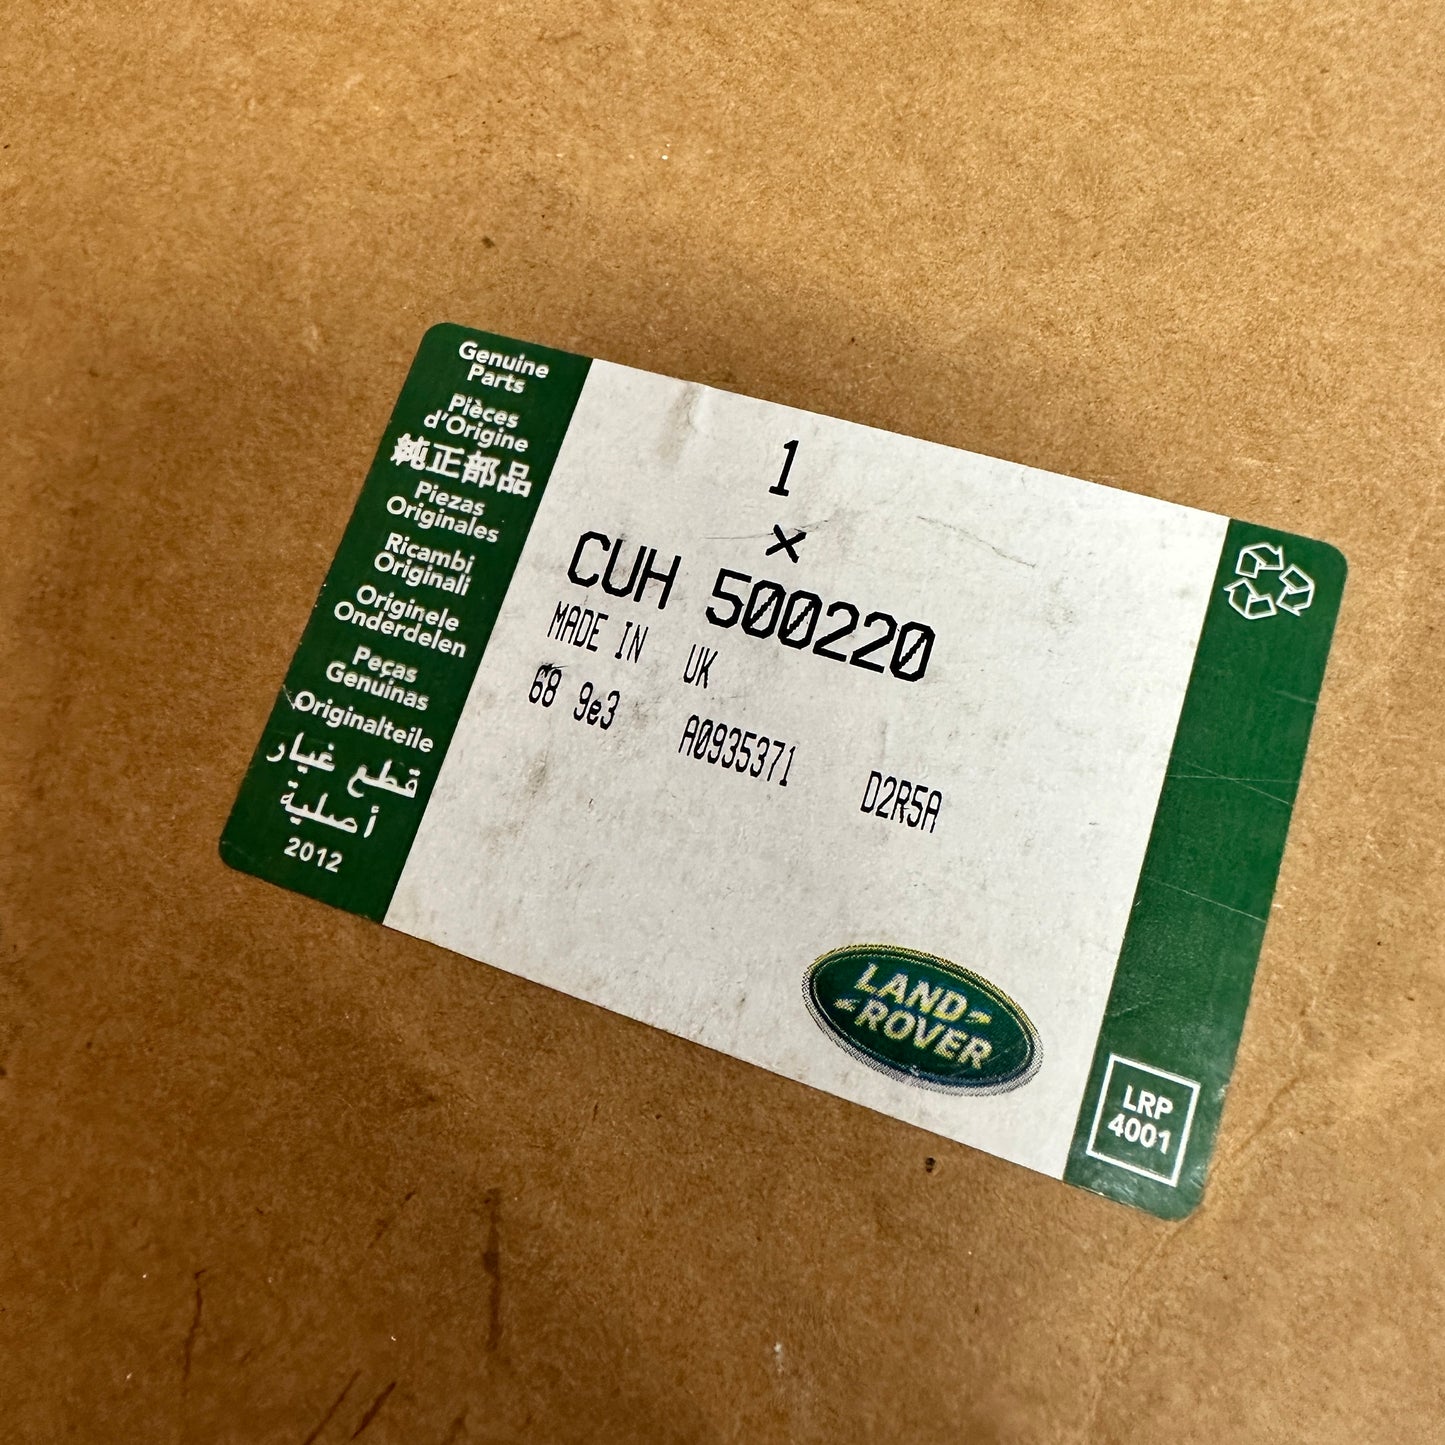 Genuine
Parts
Pièces
d'Origine
純正部品
Piezas
Originales
Ricambi
Originali
Originele
Onderdelen
Peças
Genuinas
Originalteile
قطع غيار
أصلية
2012
1
×
CUH 500220
MADE IN UK
68 9e3 A0935371 D2R5A
LAND
ROVER
LRP
4001